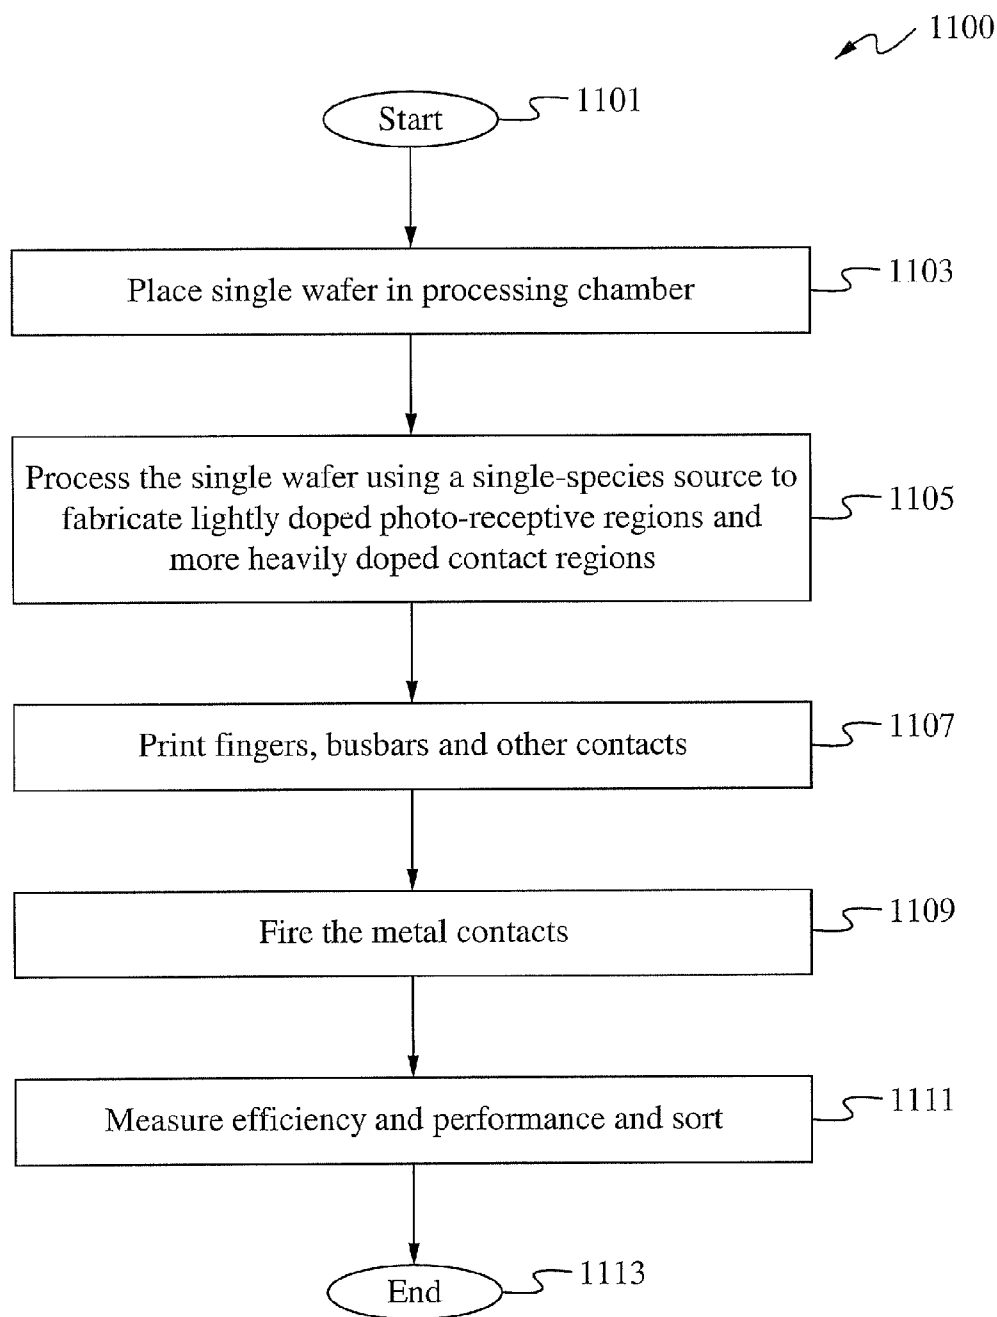 1100
Start
1101
Place single wafer in processing chamber
1103
Process the single wafer using a single-species source to
fabricate lightly doped photo-receptive regions and
more heavily doped contact regions
1105
Print fingers, busbars and other contacts
1107
Fire the metal contacts
1109
Measure efficiency and performance and sort
1111
End
1113